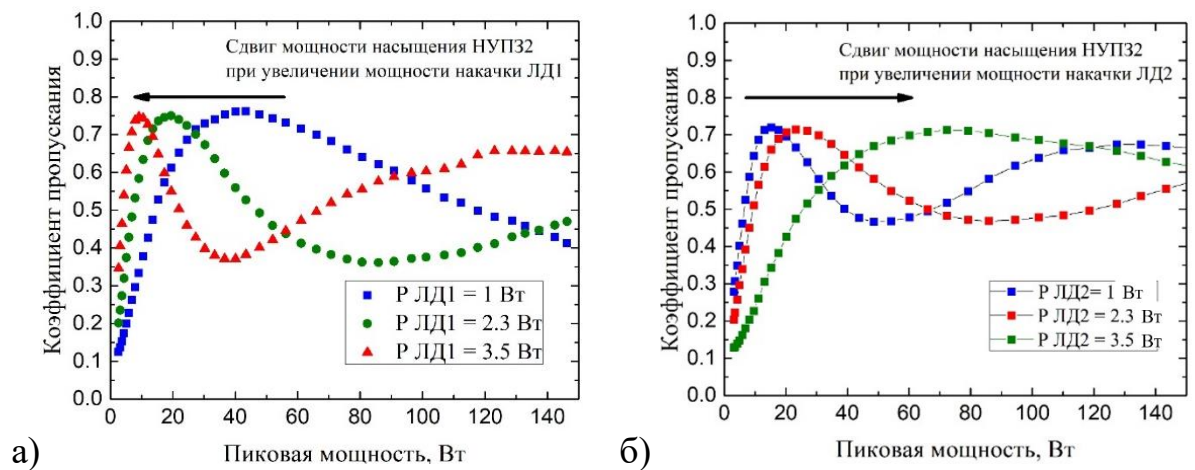 Сдвиг мощности насыщения НУПЗ2
при увеличении мощности накачки ЛД1
Коэффициент пропускания
1.0
0.9
0.8
0.7
0.6
0.5
0.4
0.3
0.2
0.1
0.0
P ЛД1 = 1 Вт
P ЛД1 = 2.3 Вт
P ЛД1 = 3.5 Вт
0 20 40 60 80 100 120 140
Пиковая мощность, Вт
а)
Сдвиг мощности насыщения НУПЗ2
при увеличении мощности накачки ЛД2
Коэффициент пропускания
1.0
0.9
0.8
0.7
0.6
0.5
0.4
0.3
0.2
0.1
0.0
P ЛД2= 1 Вт
P ЛД2 = 2.3 Вт
P ЛД2 = 3.5 Вт
0 20 40 60 80 100 120 140
Пиковая мощность, Вт
б)